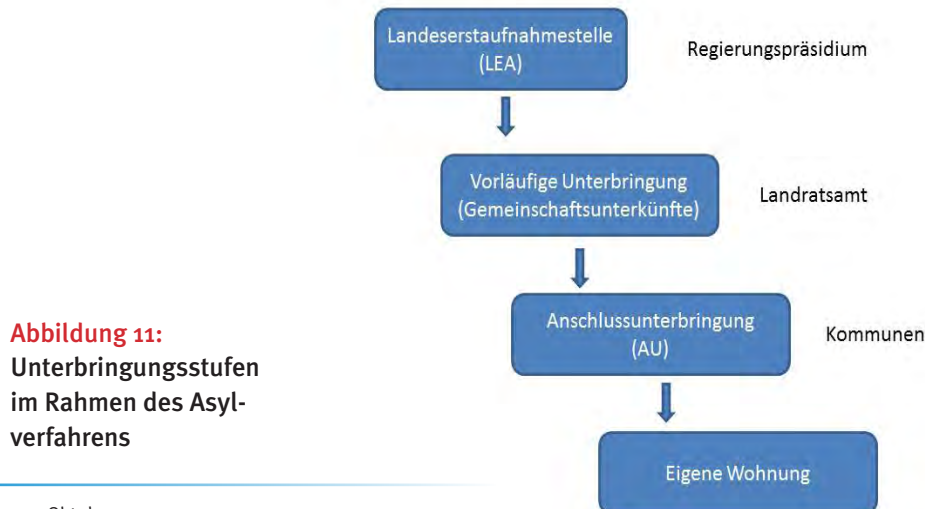 Landeserstaufnahmestelle
(LEA)
Regierungspräsidium
Vorläufige Unterbringung
(Gemeinschaftsunterkünfte)
Landratsamt
Anschlussunterbringung
(AU)
Kommunen
Eigene Wohnung
Abbildung 11:
Unterbringungsstufen
im Rahmen des Asyl-
verfahrens